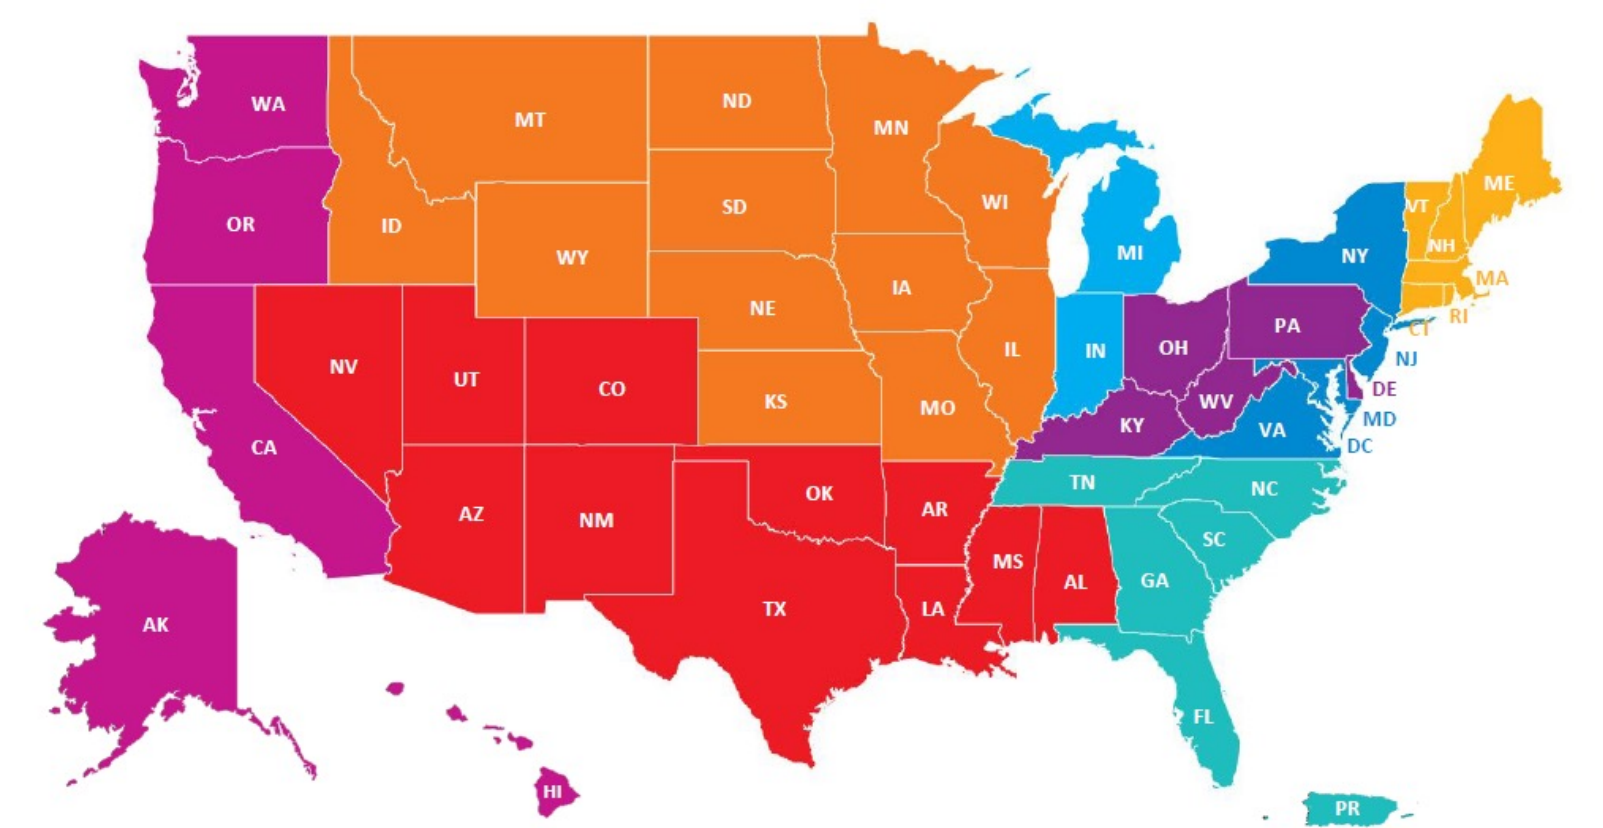 WA
MT
ND
MN
OR
ID
SD
WI
MI
NY
VT
NH
ME
MA
RI
CT
WY
NE
IA
PA
NJ
NV
UT
CO
KS
MO
IL
IN
OH
WV
KY
VA
DE
MD
DC
CA
AZ
NM
OK
AR
TN
NC
SC
MS
AL
GA
TX
LA
AK
FL
HI
PR